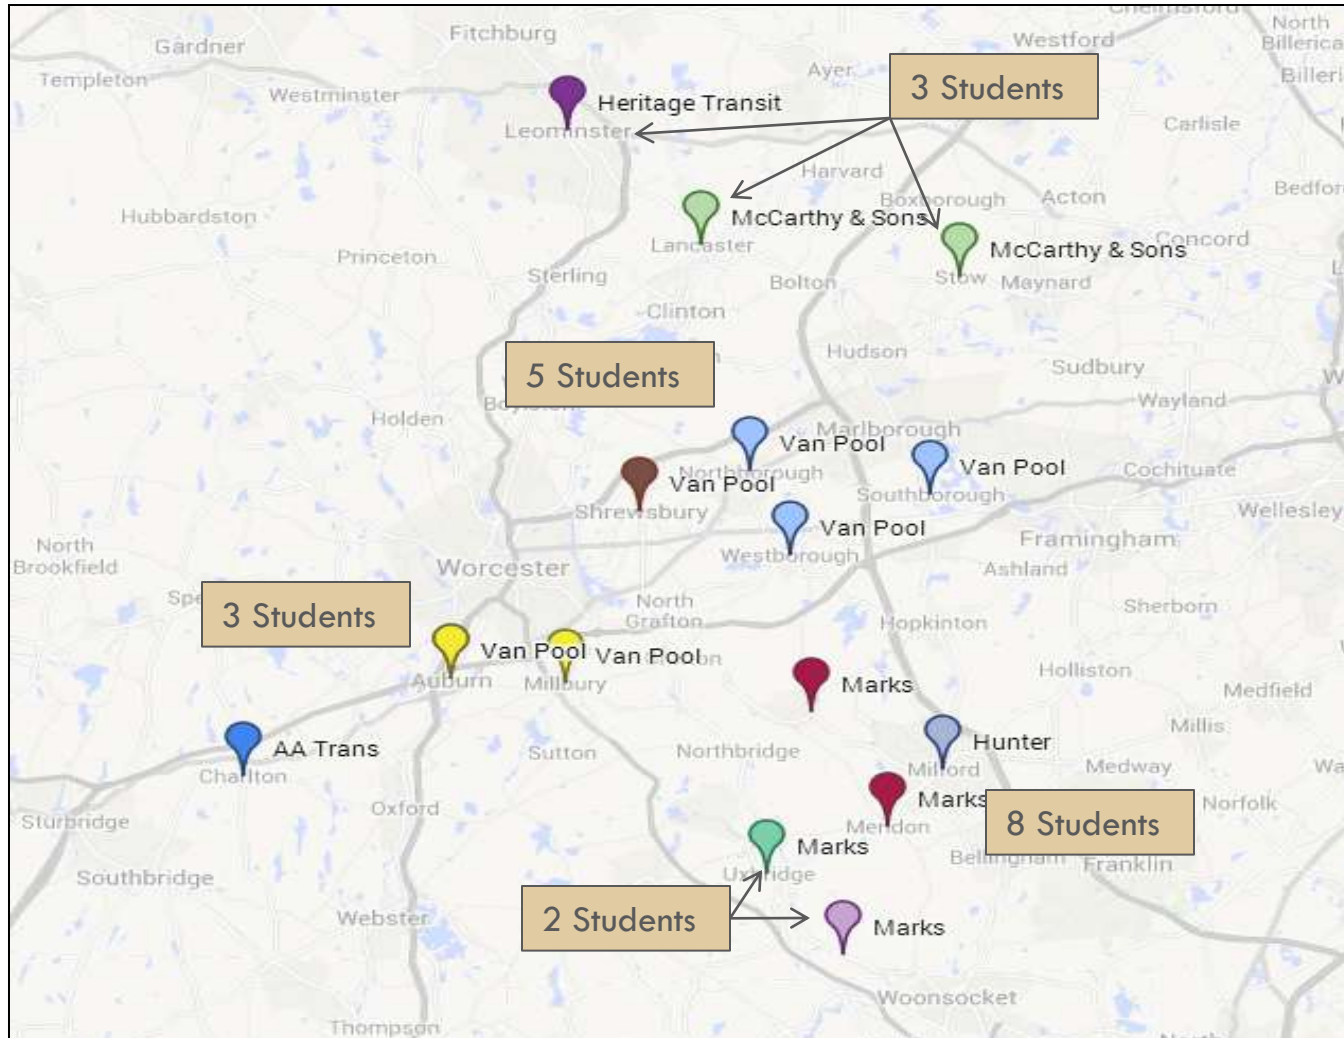 Chelmsford
North
Billerica
Fitchburg
Gardner
Westford
Templeton
Westminster
Ayer
3 Students
Heritage Transit
Leominster
Carlisle
Harvard
Hubbardston
Boxborough
Acton
McCarthy & Sons
Lancaster
Concord
McCarthy & Sons
Princeton
Sterling
Bolton
Stow
Maynard
Clinton
Hudson
5 Students
Sudbury
Holden
Wayland
Marlborough
Van Pool
Northborough
Van Pool
Cochituate
Van Pool
Southborough
Shrewsbury
Wellesley
Van Pool
Westborough
Framingham
North
Brookfield
Worcester
Ashland
North
Grafton
Sherborn
3 Students
Hopkinton
Van Pool
Van Pool
Holliston
Auburn
Millbury
Marks
Medfield
Millis
AA Trans
Charlton
Sutton
Northbridge
Hunter
Milford
Medway
Marks
Norfolk
Oxford
Sturbridge
Mendon
8 Students
Marks
Bellingham
Franklin
Uxbridge
Southbridge
2 Students
Webster
Marks
Woonsocket
Thompson